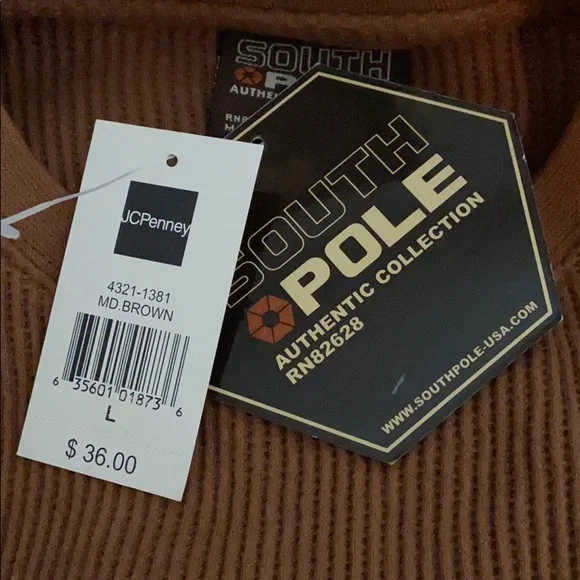 SOUTH
AUTHE
RN8
JCPenney
4321-1381
MD.BROWN
6 35601 01873 6
L
$ 36.00
SOUTH
POLE
AUTHENTIC COLLECTION
RN82628
WWW.SOUTHPOLE-USA.COM